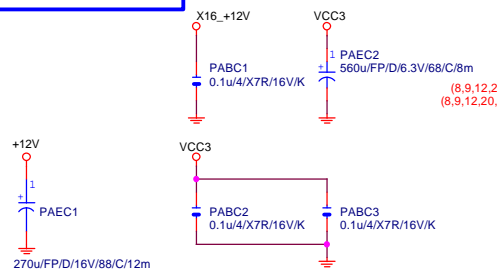 X16_+12V
VCC3
1
PAEC2
+
560u/FP/D/6.3V/68/C/8m
PABC1
0.1u/4/X7R/16V/K
(8,9,12,2
(8,9,12,20,
+12V
VCC3
1
+
PAEC1
PABC2
0.1u/4/X7R/16V/K
PABC3
0.1u/4/X7R/16V/K
270u/FP/D/16V/88/C/12m